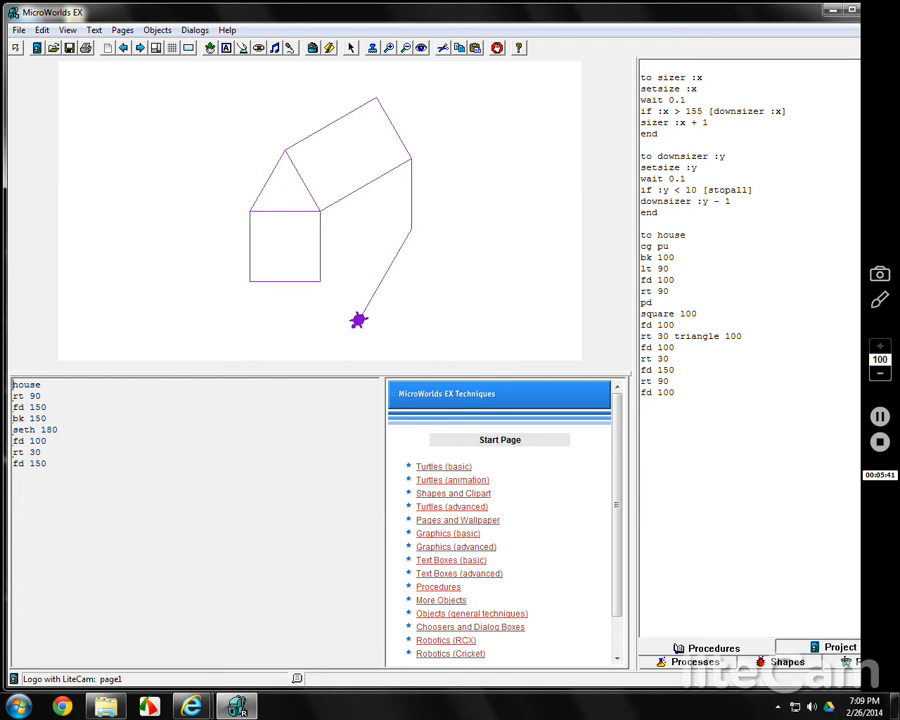 MicroWorlds EX
File Edit View Text Pages Objects Dialogs Help
to sizer :x
setsize :x
wait 0.1
if :x > 155 [downsizer :x]
sizer :x + 1
end
to downsizer :y
setsize :y
wait 0.1
if :y < 10 [stopall]
downsizer :y - 1
end
to house
cg pu
bk 100
lt 90
fd 100
rt 90
pd
square 100
fd 100
rt 30 triangle 100
fd 100
rt 30
fd 150
rt 90
fd 100
100
00:05:41
house
rt 90
fd 150
bk 150
seth 180
fd 100
rt 30
fd 150
MicroWorlds EX Techniques
Start Page
Turtles (basic)
Turtles (animation)
Shapes and Clipart
Turtles (advanced)
Pages and Wallpaper
Graphics (basic)
Graphics (advanced)
Text Boxes (basic)
Text Boxes (advanced)
Procedures
More Objects
Objects (general techniques)
Choosers and Dialog Boxes
Robotics (RCX)
Robotics (Cricket)
Procedures Project
Processes Shapes
liteCam
Logo with LiteCam: page1
7:09 PM
2/26/2014